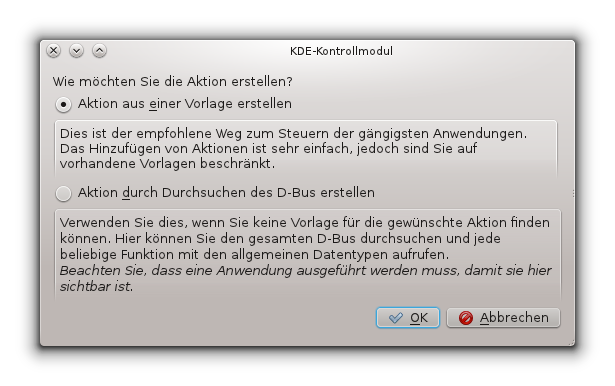 KDE-Kontrollmodul
Wie möchten Sie die Aktion erstellen?
Aktion aus einer Vorlage erstellen
Dies ist der empfohlene Weg zum Steuern der gängigsten Anwendungen.
Das Hinzufügen von Aktionen ist sehr einfach, jedoch sind Sie auf
vorhandene Vorlagen beschränkt.
Aktion durch Durchsuchen des D-Bus erstellen
Verwenden Sie dies, wenn Sie keine Vorlage für die gewünschte Aktion finden
können. Hier können Sie den gesamten D-Bus durchsuchen und jede
beliebige Funktion mit den allgemeinen Datentypen aufrufen.
Beachten Sie, dass eine Anwendung ausgeführt werden muss, damit sie hier
sichtbar ist.
OK
Abbrechen